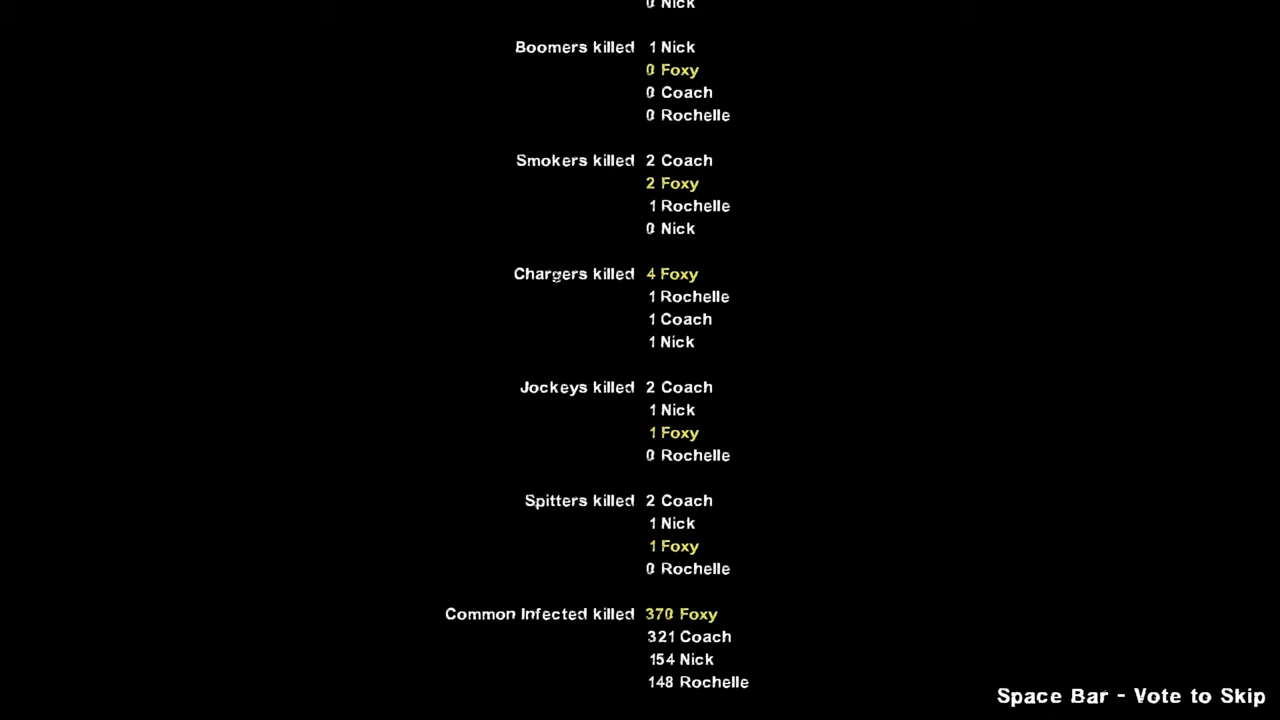 0 Nick
Boomers killed 1 Nick
0 Foxy
0 Coach
0 Rochelle
Smokers killed 2 Coach
2 Foxy
1 Rochelle
0 Nick
Chargers killed 4 Foxy
1 Rochelle
1 Coach
1 Nick
Jockeys killed 2 Coach
1 Nick
1 Foxy
0 Rochelle
Spitters killed 2 Coach
1 Nick
1 Foxy
0 Rochelle
Common Infected killed 370 Foxy
321 Coach
154 Nick
148 Rochelle
Space Bar - Vote to Skip